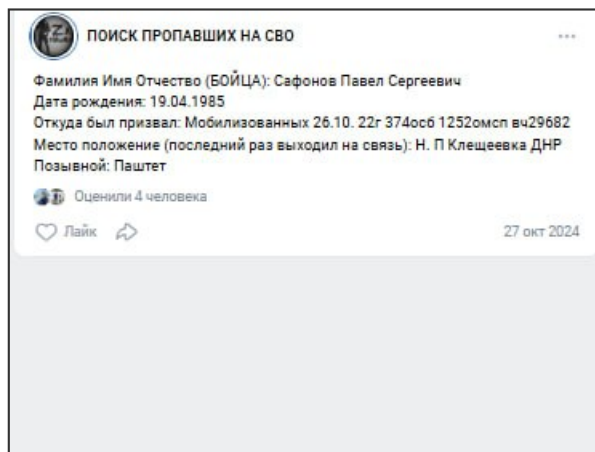 ПОИСК ПРОПАВШИХ НА СВО
Фамилия Имя Отчество (БОЙЦА): Сафонов Павел Сергеевич
Дата рождения: 19.04.1985
Откуда был призвал: Мобилизованных 26.10. 22г 374осб 1252омсп вч29682
Место положение (последний раз выходил на связь): Н. П Клещеевка ДНР
Позывной: Паштет
Оценили 4 человека
Лайк
27 окт 2024